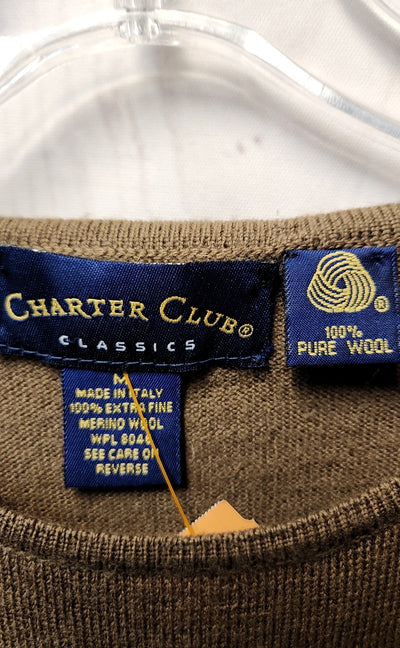 CHARTER CLUB®
CLASSICS
®
100%
PURE WOOL
M
MADE IN ITALY
100% EXTRA FINE
MERINO WOOL
WPL 8046
SEE CARE ON
REVERSE